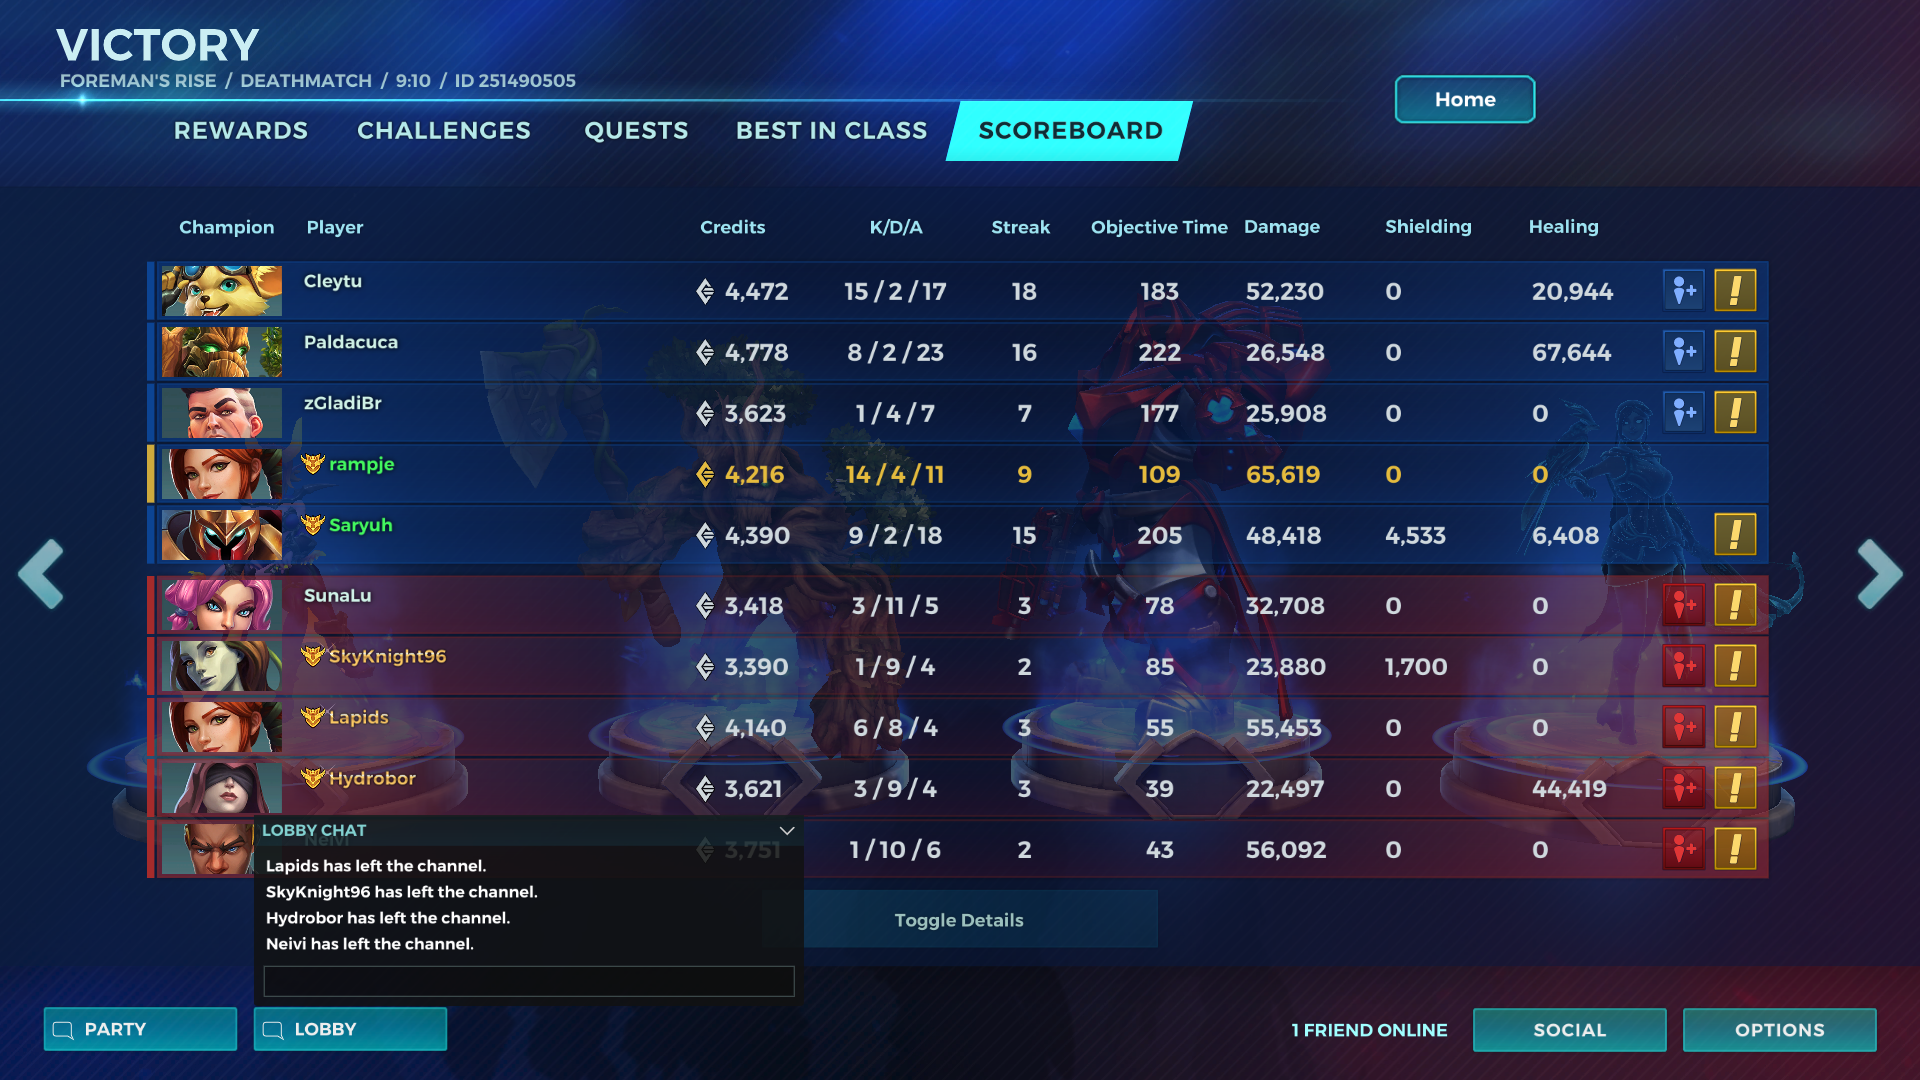 VICTORY
FOREMAN'S RISE / DEATHMATCH / 9:10 / ID 251490505
Home
REWARDS CHALLENGES QUESTS BEST IN CLASS SCOREBOARD
Champion Player Credits K/D/A Streak Objective Time Damage Shielding Healing
Cleytu 4,472 15 / 2 / 17 18 183 52,230 0 20,944
Paldacuca 4,778 8 / 2 / 23 16 222 26,548 0 67,644
zGladiBr 3,623 1 / 4 / 7 7 177 25,908 0 0
rampje 4,216 14 / 4 / 11 9 109 65,619 0 0
Saryuh 4,390 9 / 2 / 18 15 205 48,418 4,533 6,408
SunaLu 3,418 3 / 11 / 5 3 78 32,708 0 0
SkyKnight96 3,390 1 / 9 / 4 2 85 23,880 1,700 0
Lapids 4,140 6 / 8 / 4 3 55 55,453 0 0
Hydrobor 3,621 3 / 9 / 4 3 39 22,497 0 44,419
Neivi 3,751 1 / 10 / 6 2 43 56,092 0 0
LOBBY CHAT
Lapids has left the channel.
SkyKnight96 has left the channel.
Hydrobor has left the channel.
Neivi has left the channel.
Toggle Details
PARTY LOBBY 1 FRIEND ONLINE SOCIAL OPTIONS